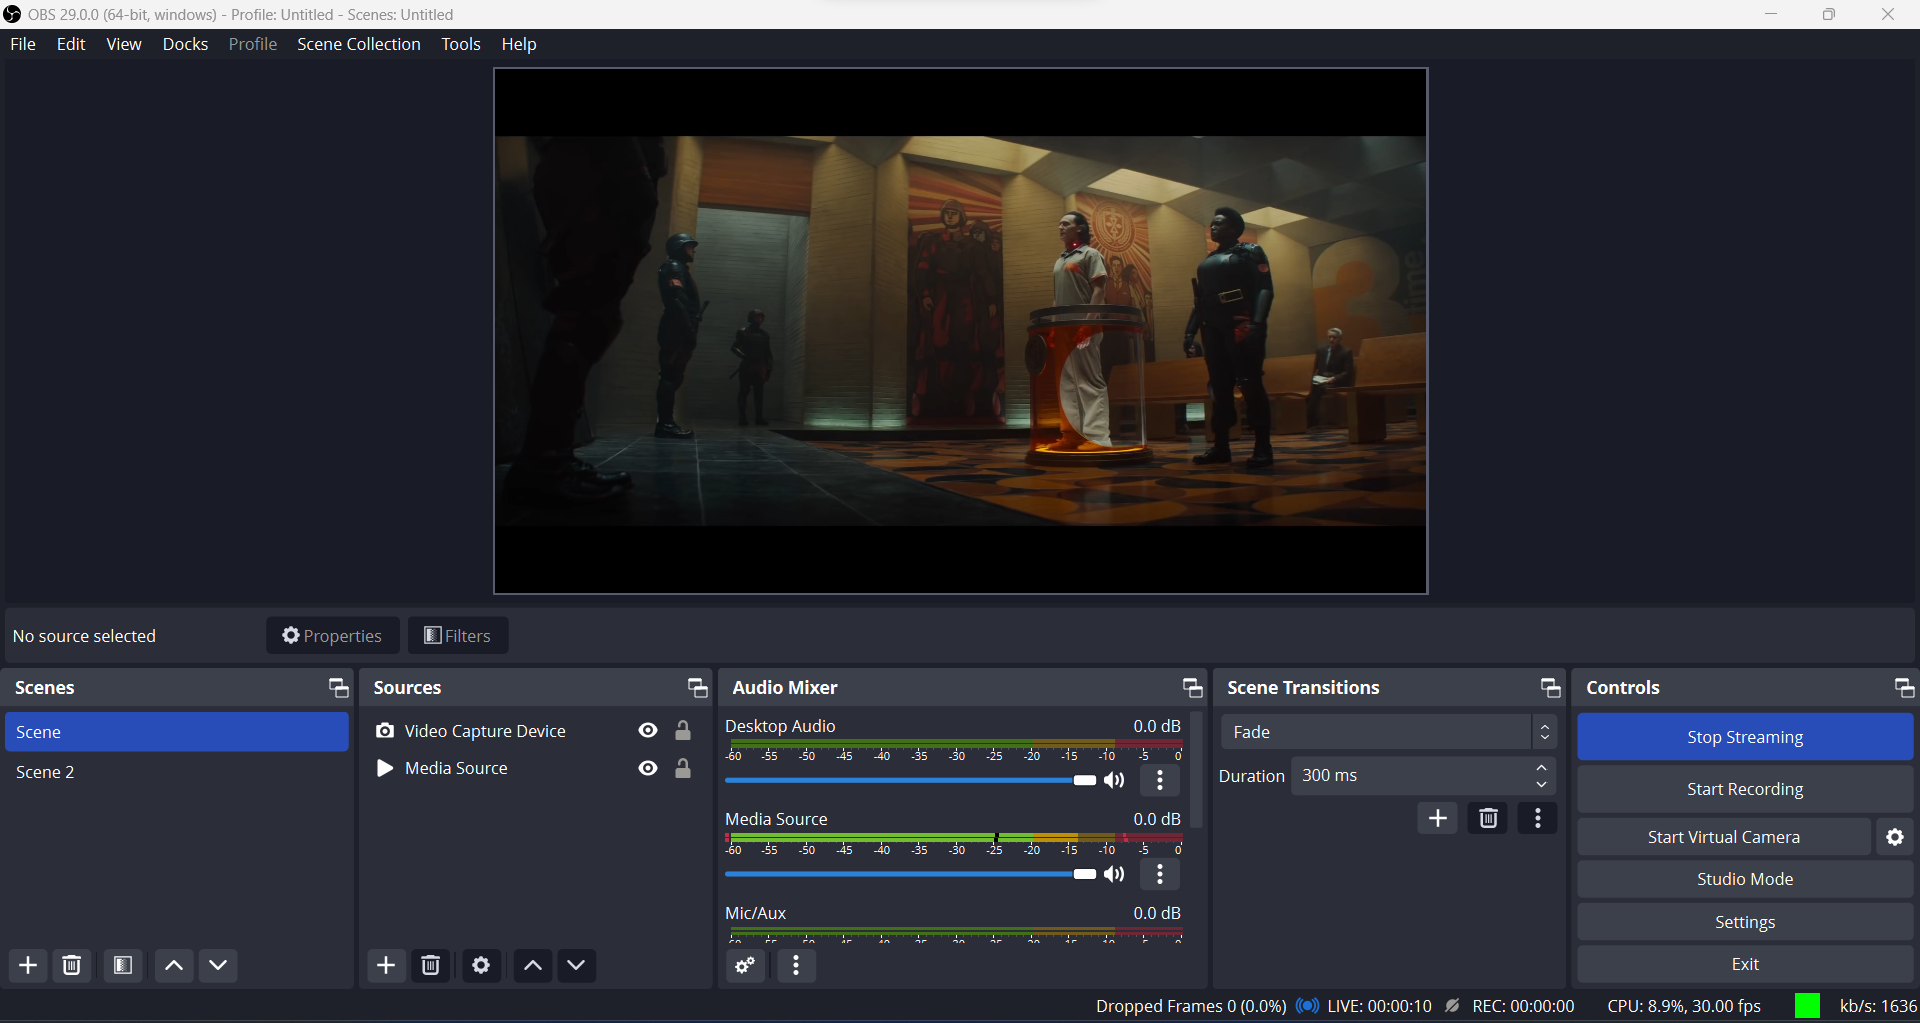 OBS 29.0.0 (64-bit, windows) - Profile: Untitled - Scenes: Untitled
File Edit View Docks Profile Scene Collection Tools Help
No source selected Properties Filters
Scenes
Scene
Scene 2
Sources
Video Capture Device
Media Source
Audio Mixer
Desktop Audio 0.0 dB
-60 -55 -50 -45 -40 -35 -30 -25 -20 -15 -10 -5 0
Media Source 0.0 dB
-60 -55 -50 -45 -40 -35 -30 -25 -20 -15 -10 -5 0
Mic/Aux 0.0 dB
Scene Transitions
Fade
Duration 300 ms
Controls
Stop Streaming
Start Recording
Start Virtual Camera
Studio Mode
Settings
Exit
Dropped Frames 0 (0.0%) LIVE: 00:00:10 REC: 00:00:00 CPU: 8.9%, 30.00 fps kb/s: 1636